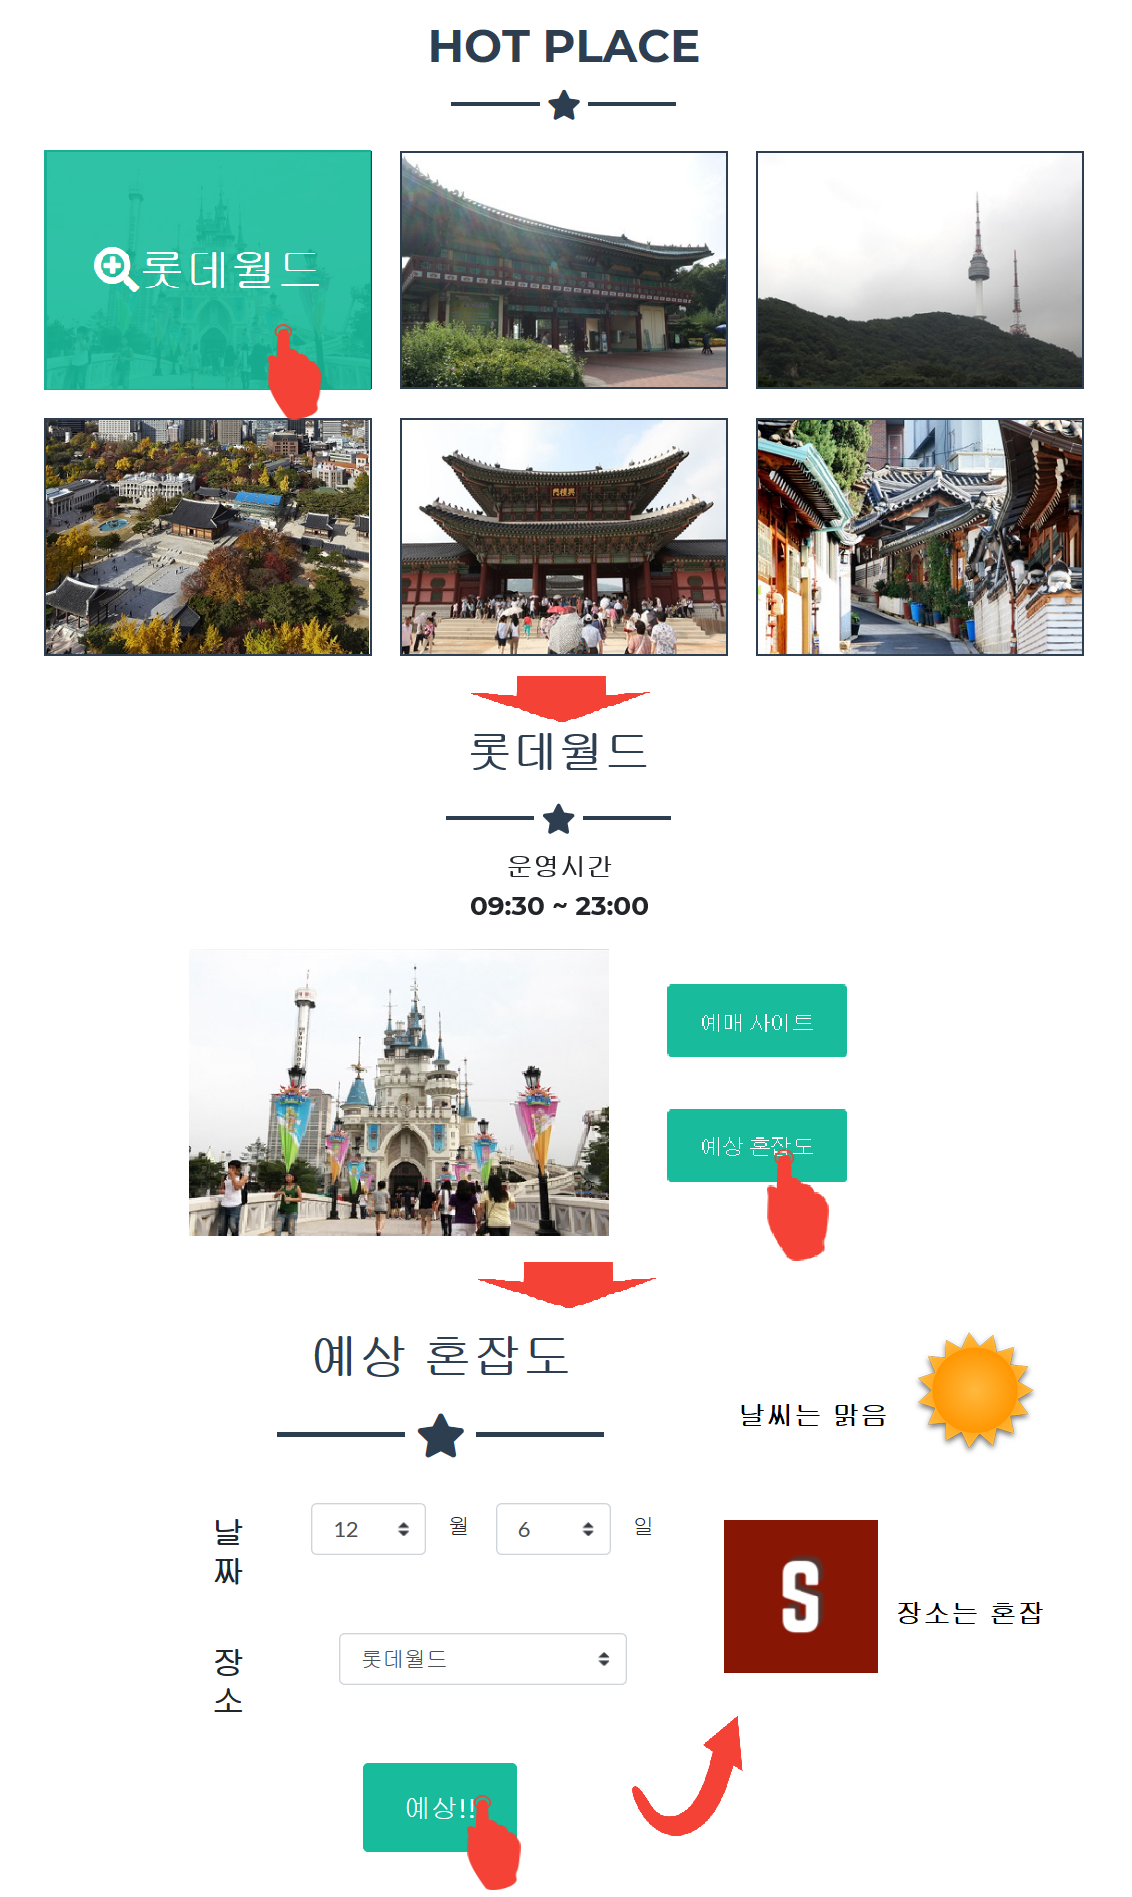 HOT PLACE
롯데월드
興禮門
롯데월드
운영시간
09:30 ~ 23:00
예매 사이트
예상 혼잡도
예상 혼잡도
날씨는 맑음
날
짜
12 월 6 일
S
장소는 혼잡
장
소
롯데월드
예상!!